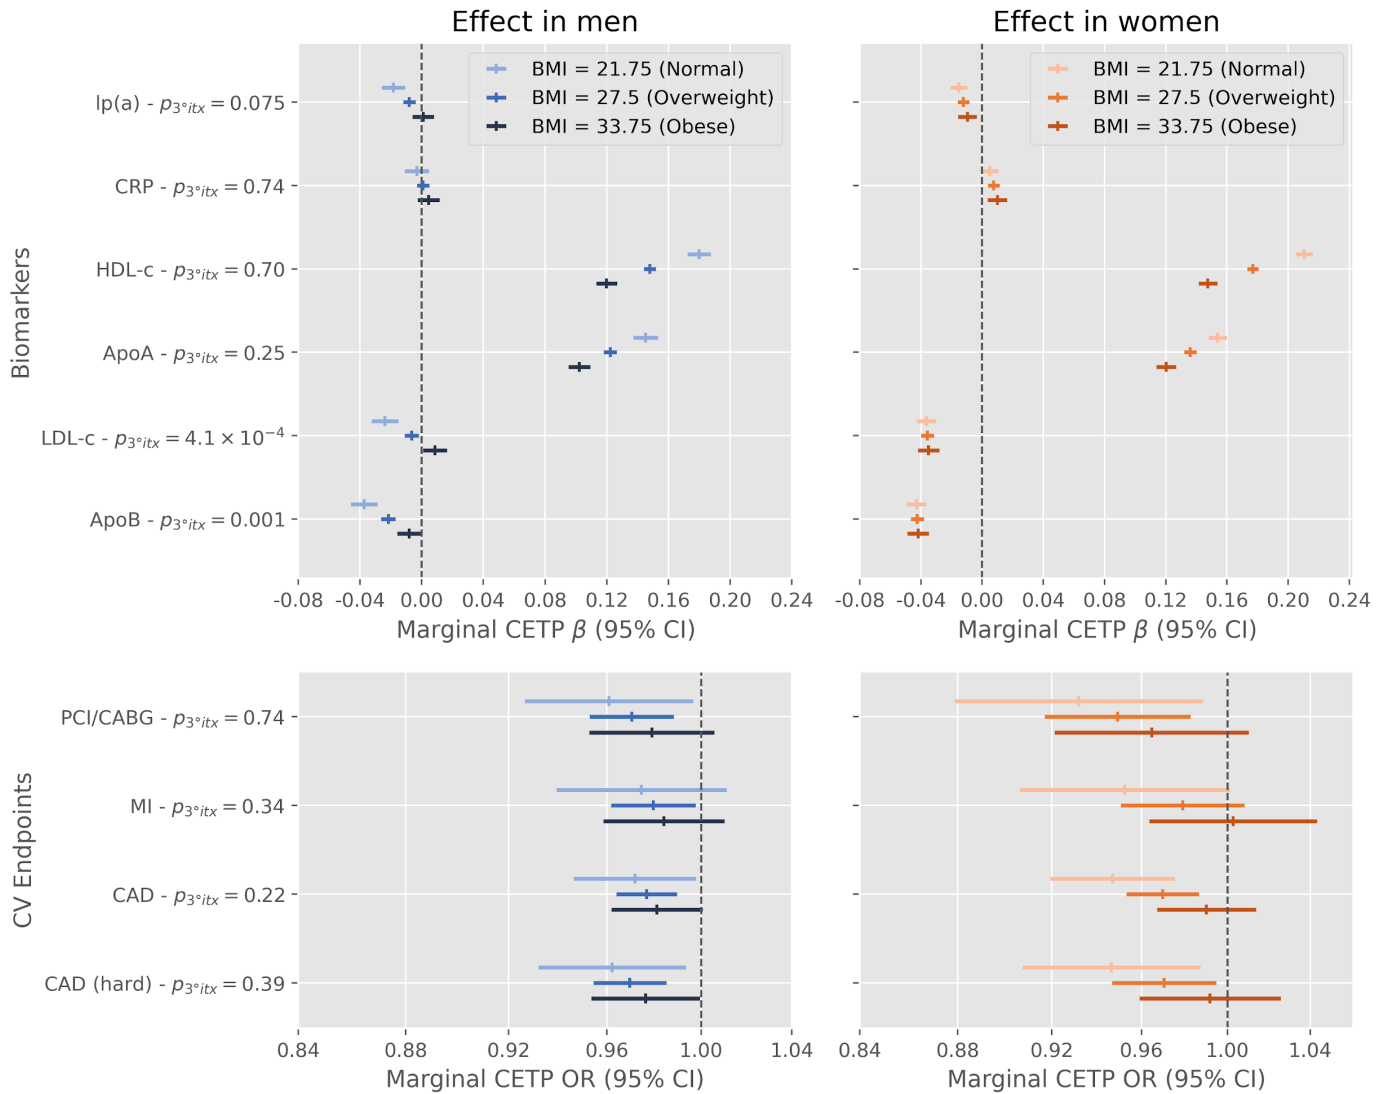 Effect in men
Effect in women
BMI = 21.75 (Normal)
BMI = 27.5 (Overweight)
BMI = 33.75 (Obese)
BMI = 21.75 (Normal)
BMI = 27.5 (Overweight)
BMI = 33.75 (Obese)
Biomarkers
lp(a) - p3°itx = 0.075
CRP - p3°itx = 0.74
HDL-c - p3°itx = 0.70
ApoA - p3°itx = 0.25
LDL-c - p3°itx = 4.1 × 10⁻⁴
ApoB - p3°itx = 0.001
-0.08 -0.04 0.00 0.04 0.08 0.12 0.16 0.20 0.24
-0.08 -0.04 0.00 0.04 0.08 0.12 0.16 0.20 0.24
Marginal CETP β (95% CI)
Marginal CETP β (95% CI)
CV Endpoints
PCI/CABG - p3°itx = 0.74
MI - p3°itx = 0.34
CAD - p3°itx = 0.22
CAD (hard) - p3°itx = 0.39
0.84 0.88 0.92 0.96 1.00 1.04
0.84 0.88 0.92 0.96 1.00 1.04
Marginal CETP OR (95% CI)
Marginal CETP OR (95% CI)